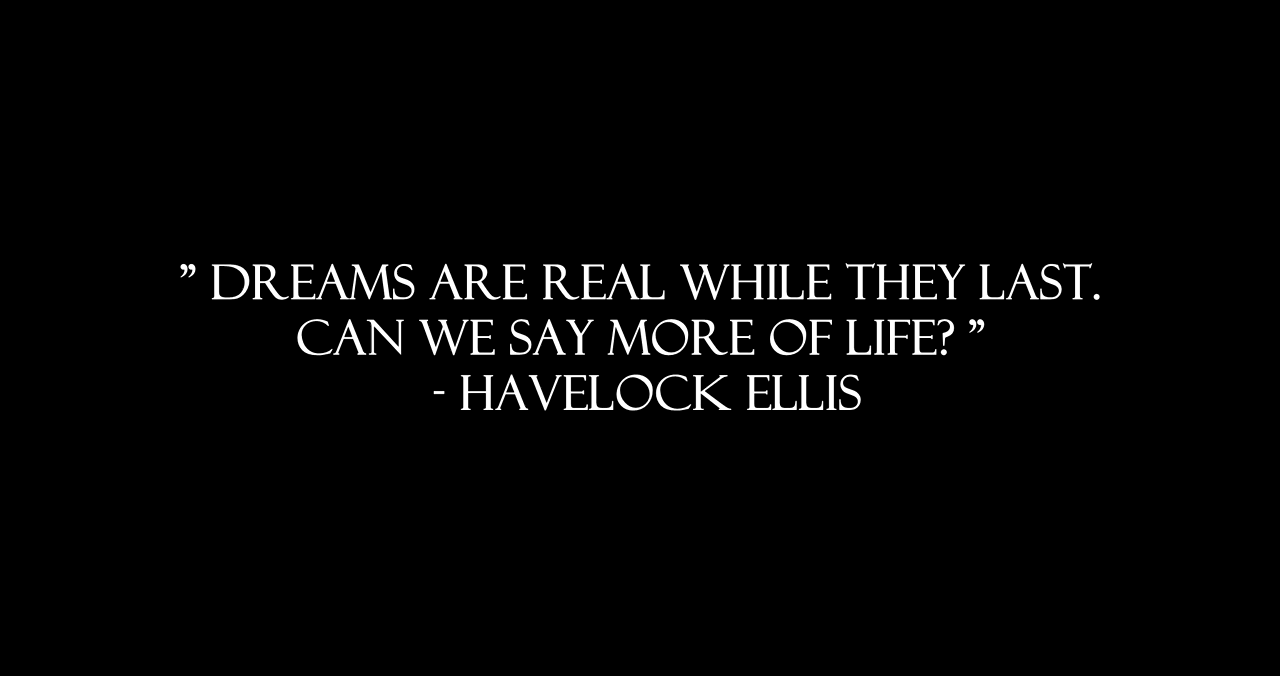 ” DREAMS ARE REAL WHILE THEY LAST.
CAN WE SAY MORE OF LIFE? ”
- HAVELOCK ELLIS